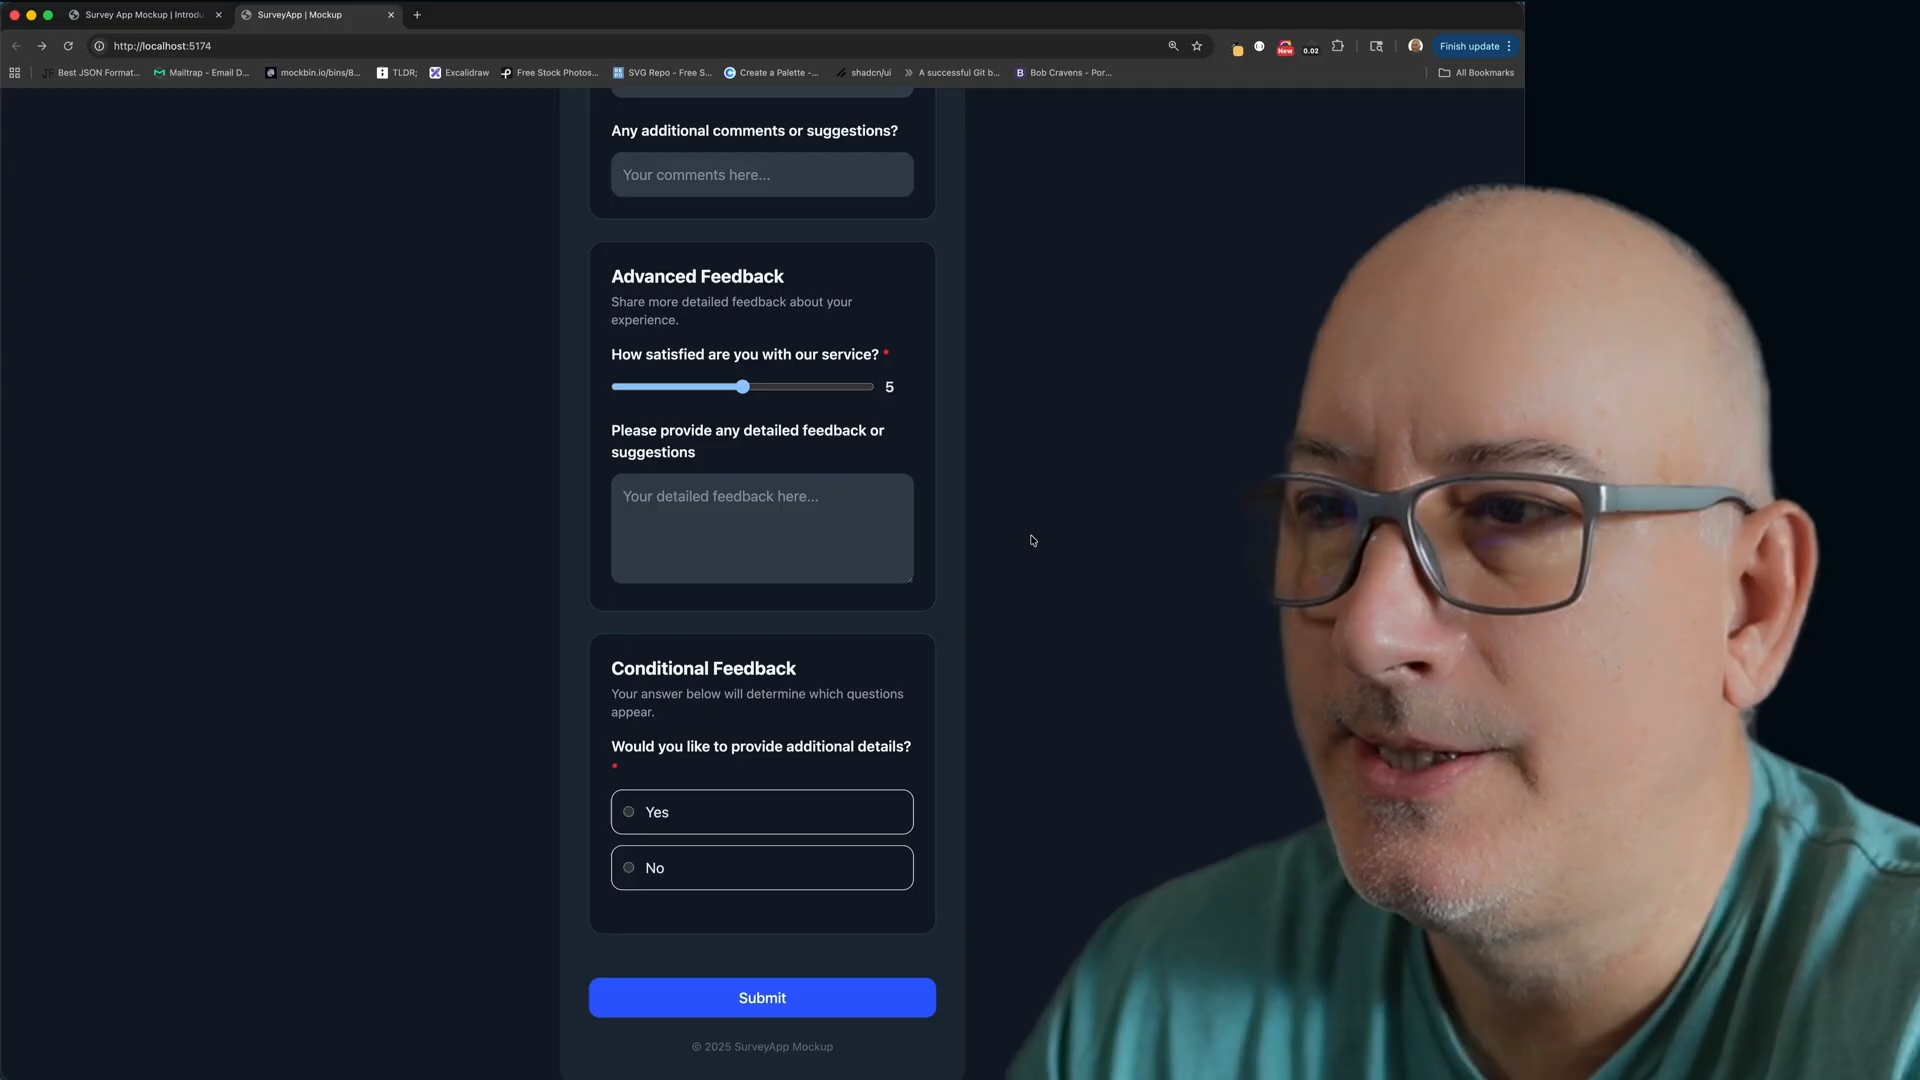 Survey App Mockup | Introdu
SurveyApp | Mockup
http://localhost:5174
New
0.02
Finish update
JF Best JSON Format...
Mailtrap - Email D...
mockbin.io/bins/8...
TLDR;
Excalidraw
Free Stock Photos...
SVG Repo - Free S...
Create a Palette -...
shadcn/ui
A successful Git b...
B Bob Cravens - Por...
All Bookmarks
Any additional comments or suggestions?
Your comments here...
Advanced Feedback
Share more detailed feedback about your
experience.
How satisfied are you with our service? *
5
Please provide any detailed feedback or
suggestions
Your detailed feedback here...
Conditional Feedback
Your answer below will determine which questions
appear.
Would you like to provide additional details?
*
Yes
No
Submit
© 2025 SurveyApp Mockup